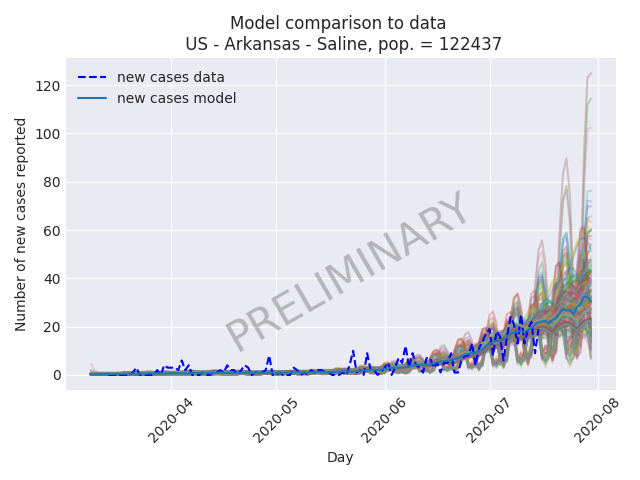 Model comparison to data
US - Arkansas - Saline, pop. = 122437
new cases data
new cases model
PRELIMINARY
Number of new cases reported
120
100
80
60
40
20
0
2020-04
2020-05
2020-06
2020-07
2020-08
Day